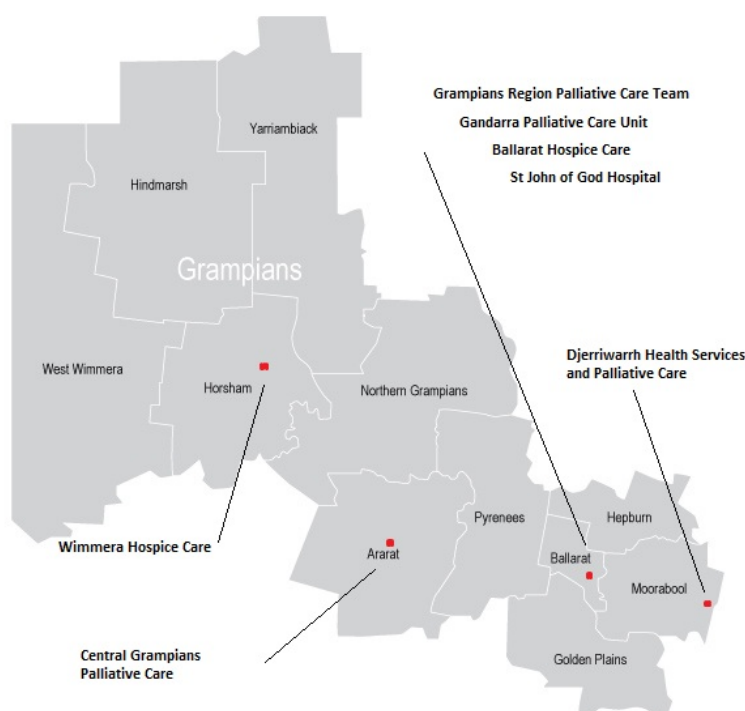 Grampians Region Palliative Care Team
Gandarra Palliative Care Unit
Ballarat Hospice Care
St John of God Hospital
Yarriambiack
Hindmarsh
Grampians
Djerriwarrh Health Services
and Palliative Care
West Wimmera
Horsham
Northern Grampians
Wimmera Hospice Care
Pyrenees
Hepburn
Ararat
Ballarat
Moorabool
Central Grampians
Palliative Care
Golden Plains